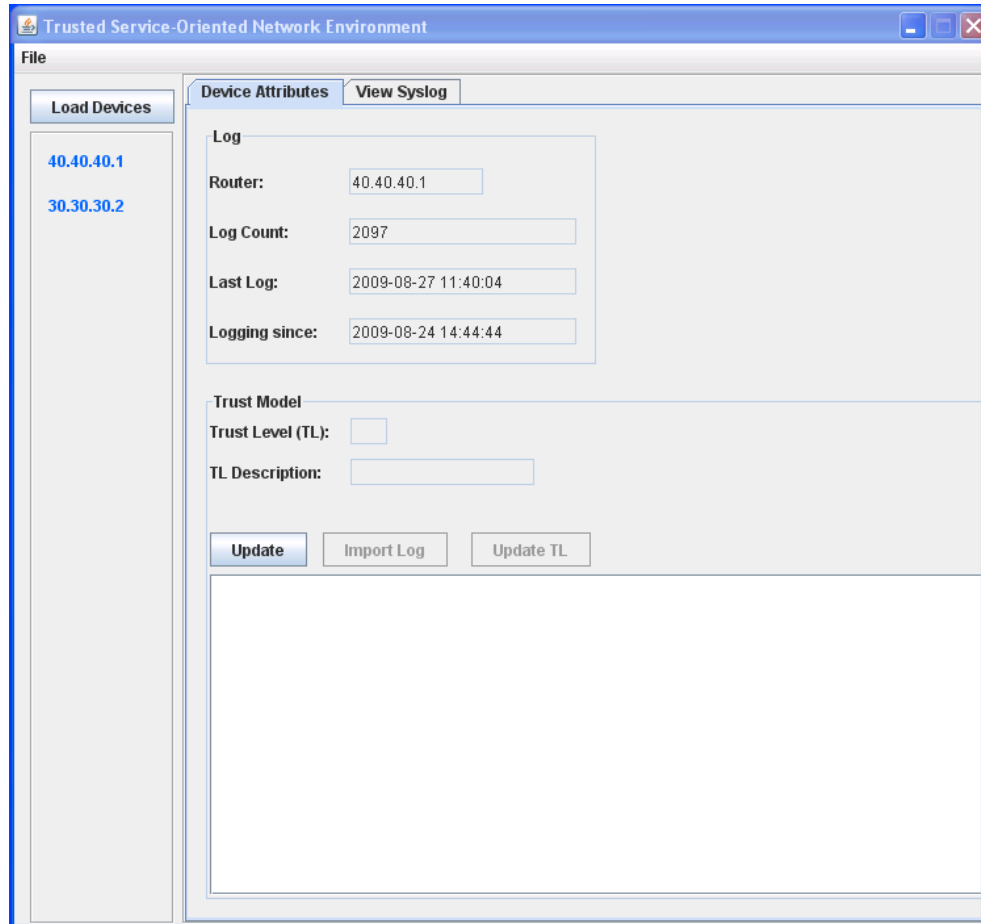 Trusted Service-Oriented Network Environment
File
Load Devices
40.40.40.1
30.30.30.2
Device Attributes
View Syslog
Log
Router: 40.40.40.1
Log Count: 2097
Last Log: 2009-08-27 11:40:04
Logging since: 2009-08-24 14:44:44
Trust Model
Trust Level (TL):
TL Description:
Update Import Log Update TL